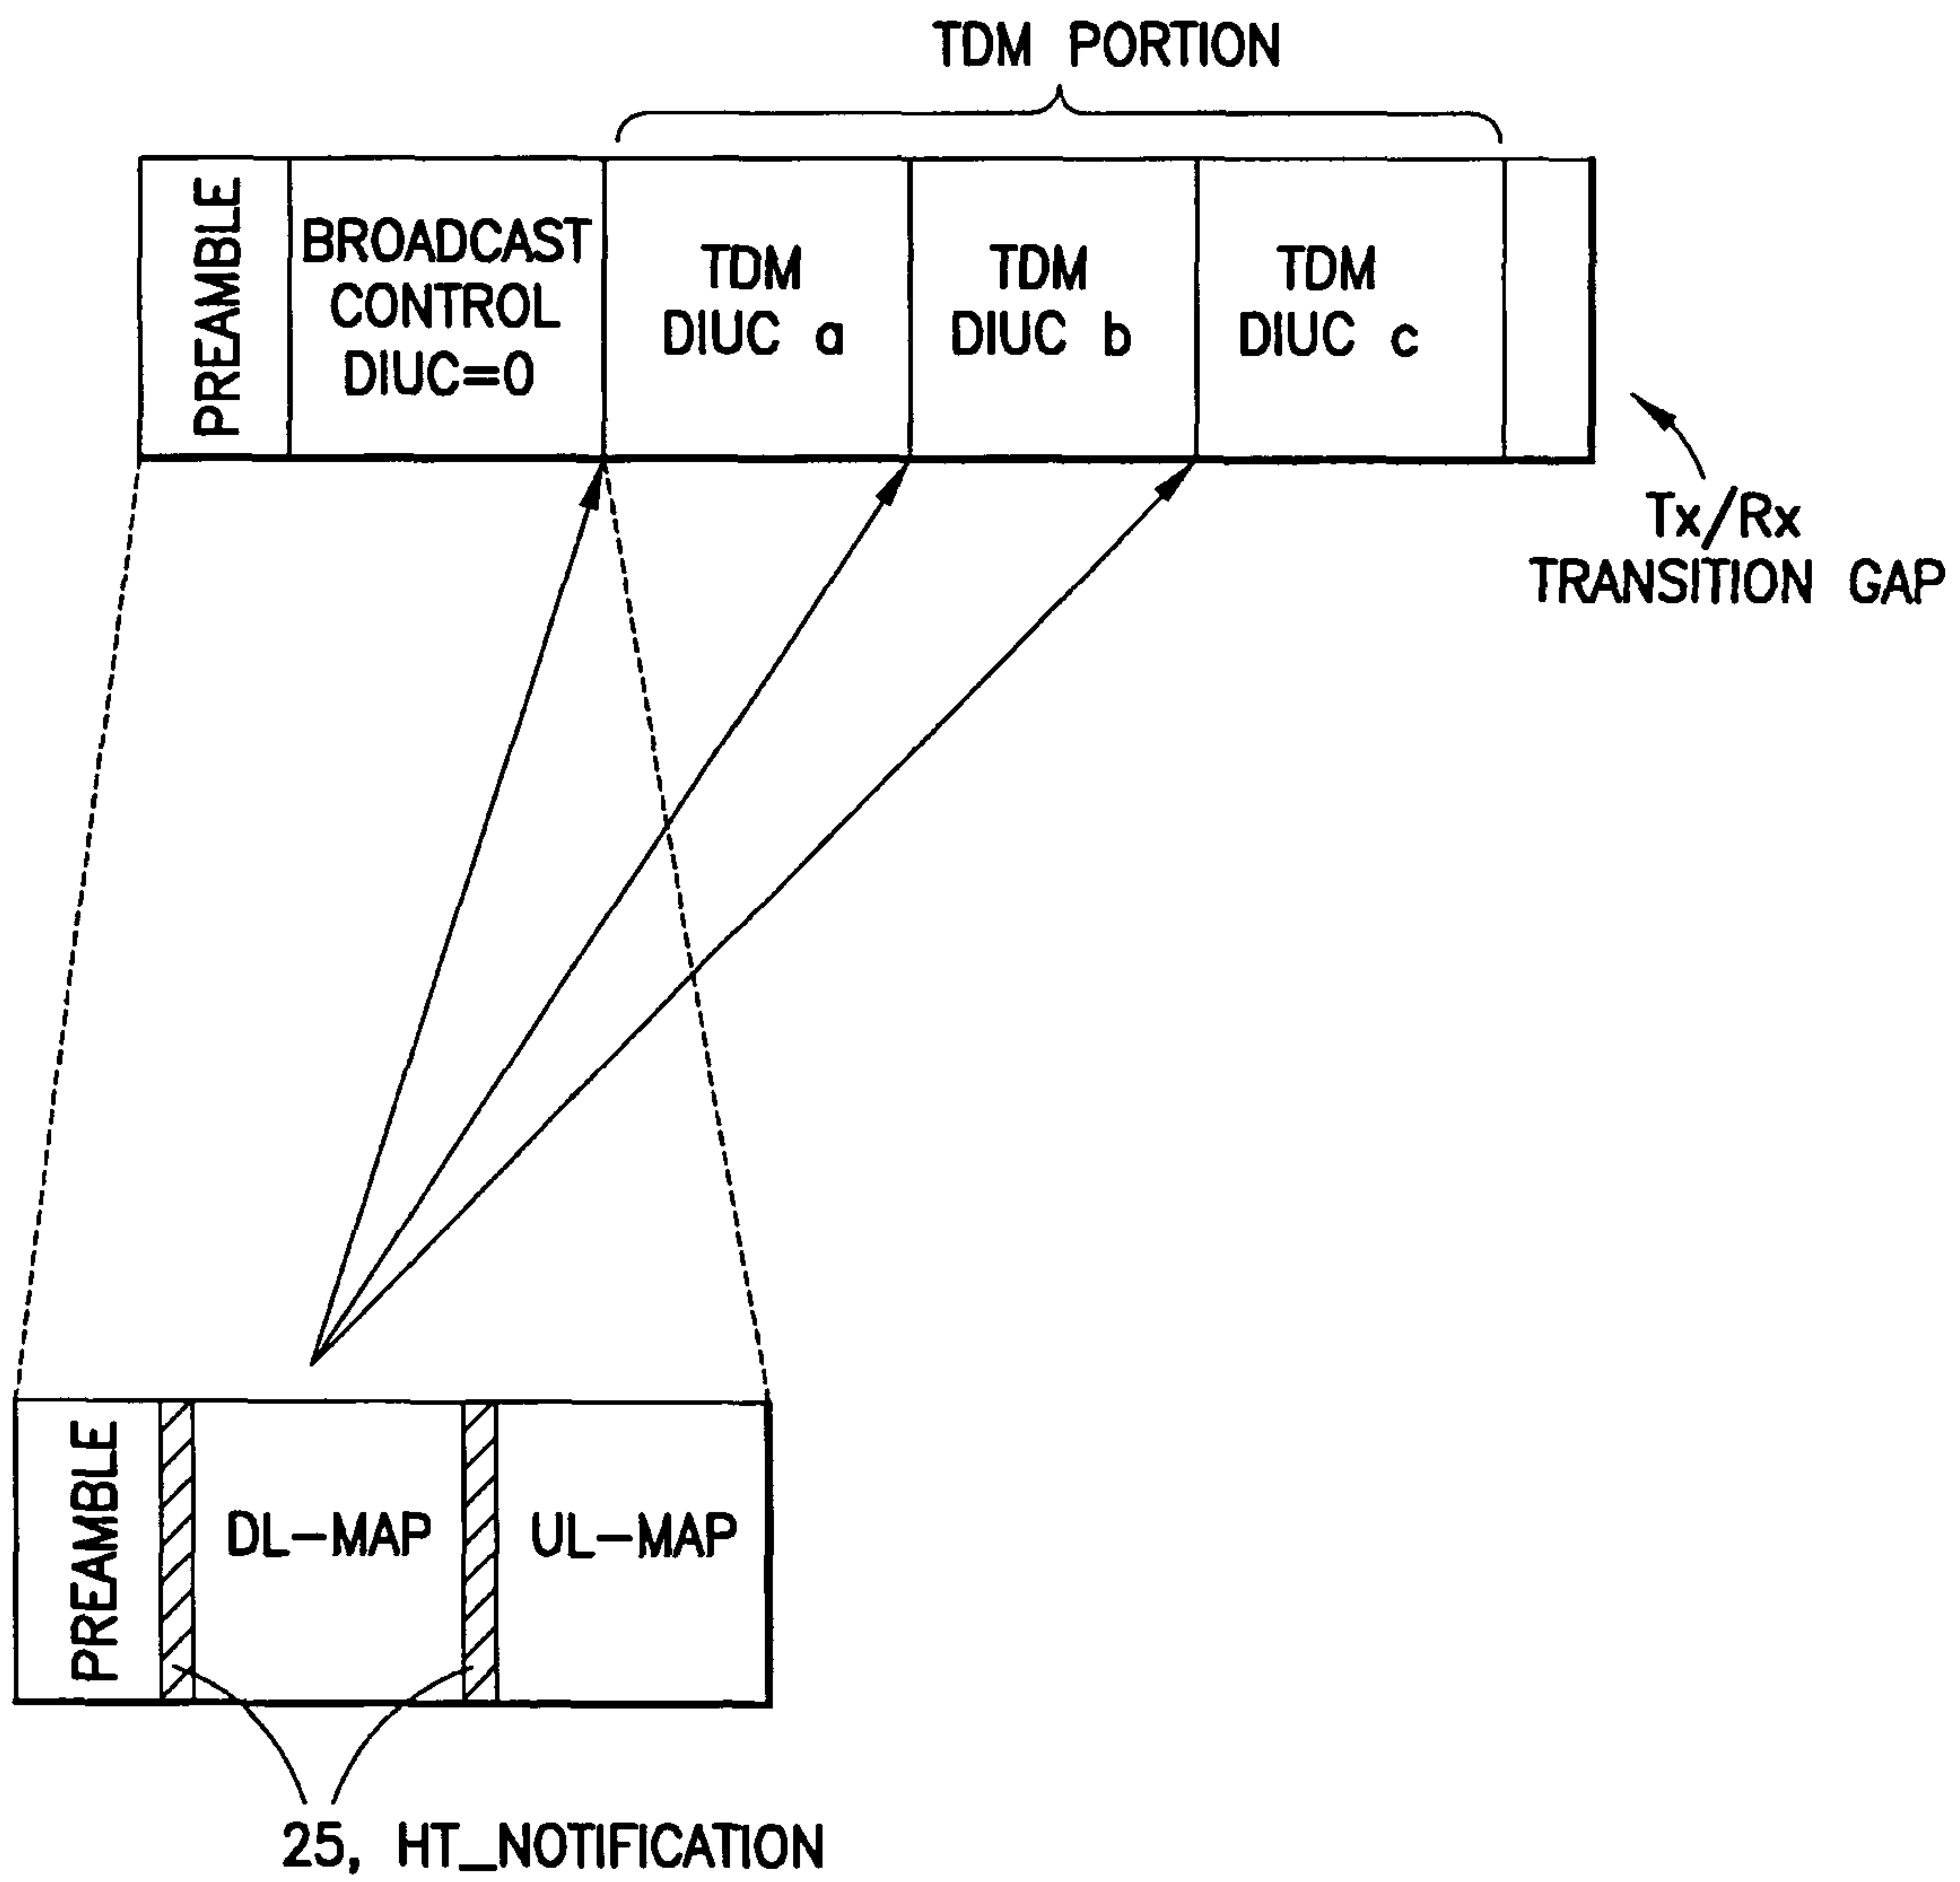 TDM PORTION
PREAMBLE
BROADCAST
CONTROL
DIUC=0
TDM
DIUC a
TDM
DIUC b
TDM
DIUC c
Tx/Rx
TRANSITION GAP
PREAMBLE
DL-MAP
UL-MAP
25, HT_NOTIFICATION